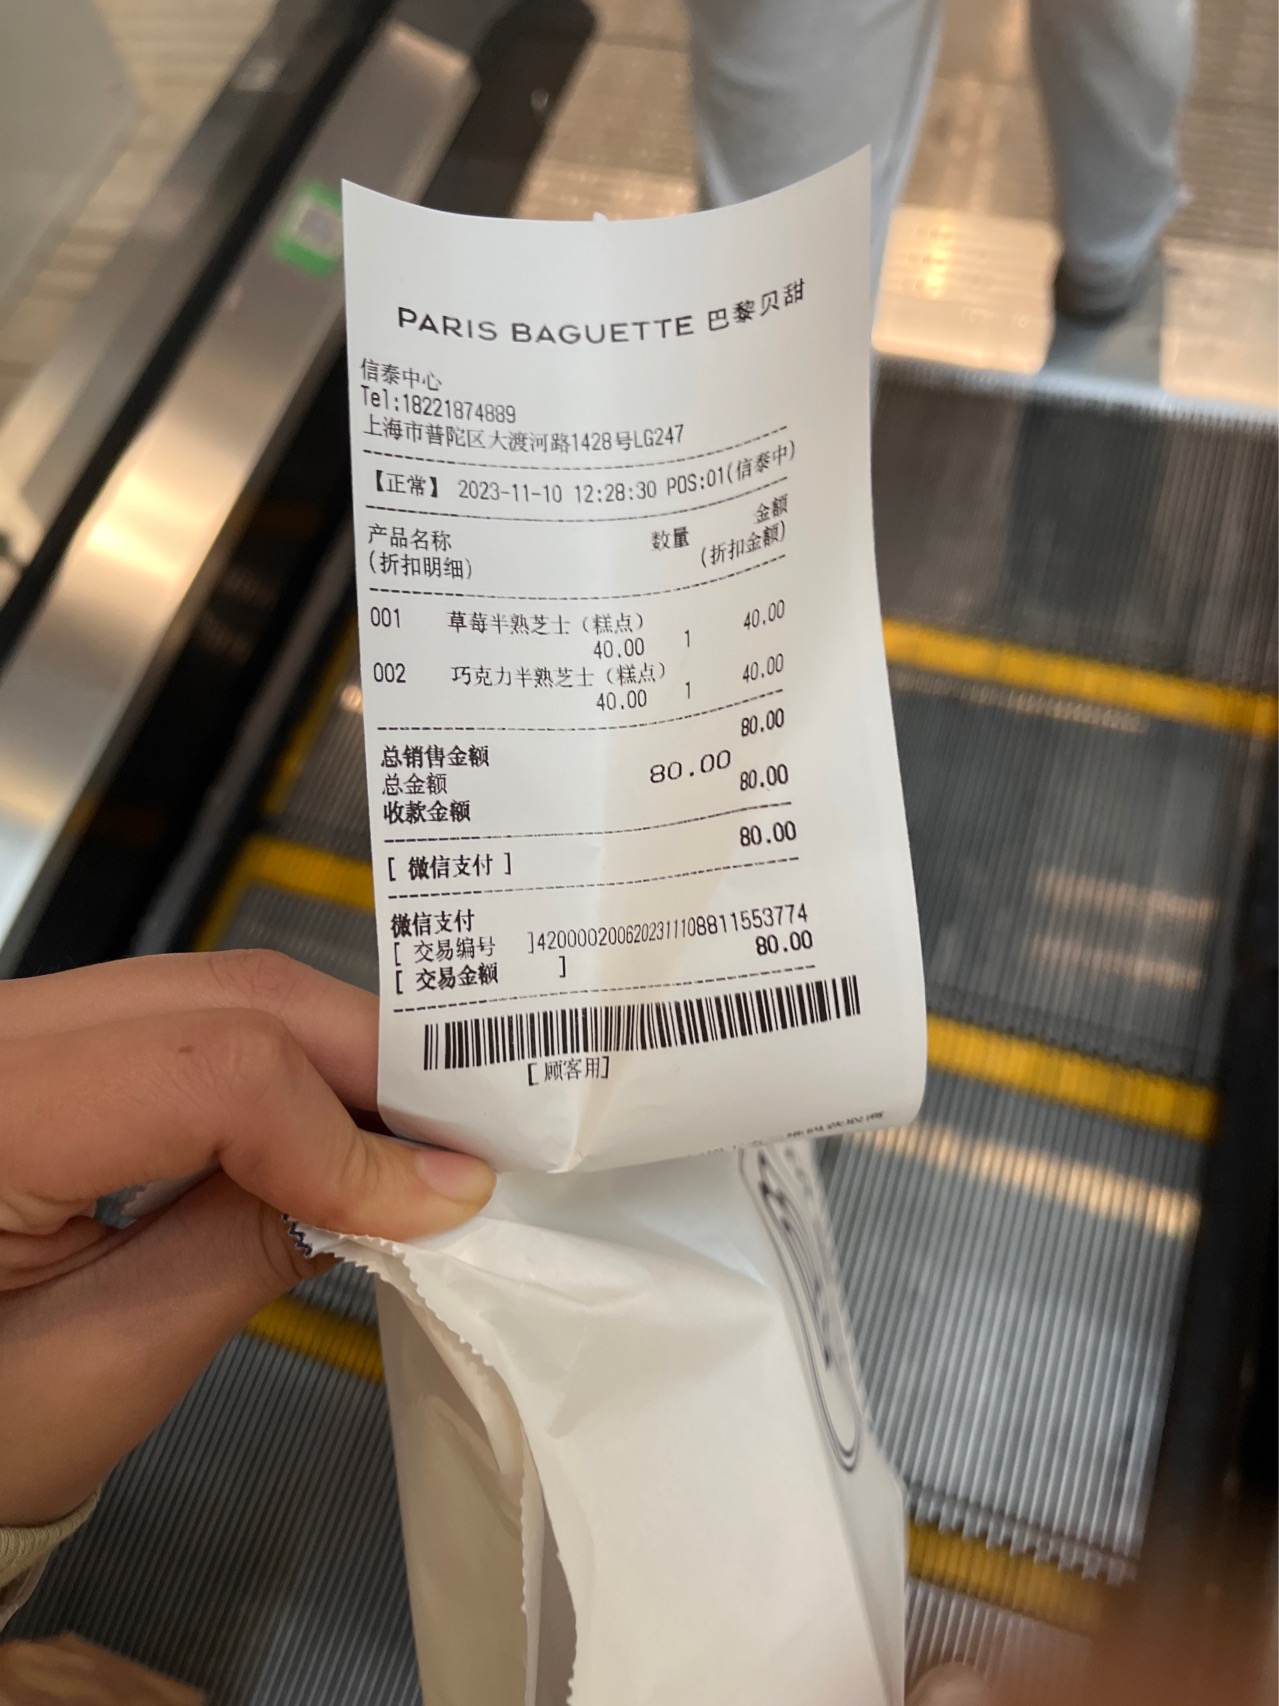 PARIS BAGUETTE 巴黎贝甜
信泰中心
Tel:18221874889
上海市普陀区大渡河路1428号LG247
【正常】 2023-11-10 12:28:30 POS:01(信泰中)
产品名称 数量 金额
(折扣明细) (折扣金额)
001 草莓半熟芝士（糕点）
40.00 1 40.00
002 巧克力半熟芝士（糕点）
40.00 1 40.00
总销售金额 80.00
总金额 80.00
收款金额 80.00
[ 微信支付 ] 80.00
微信支付
[ 交易编号 ]4200002006202311108811553774
[ 交易金额 ] 80.00
[顾客用]